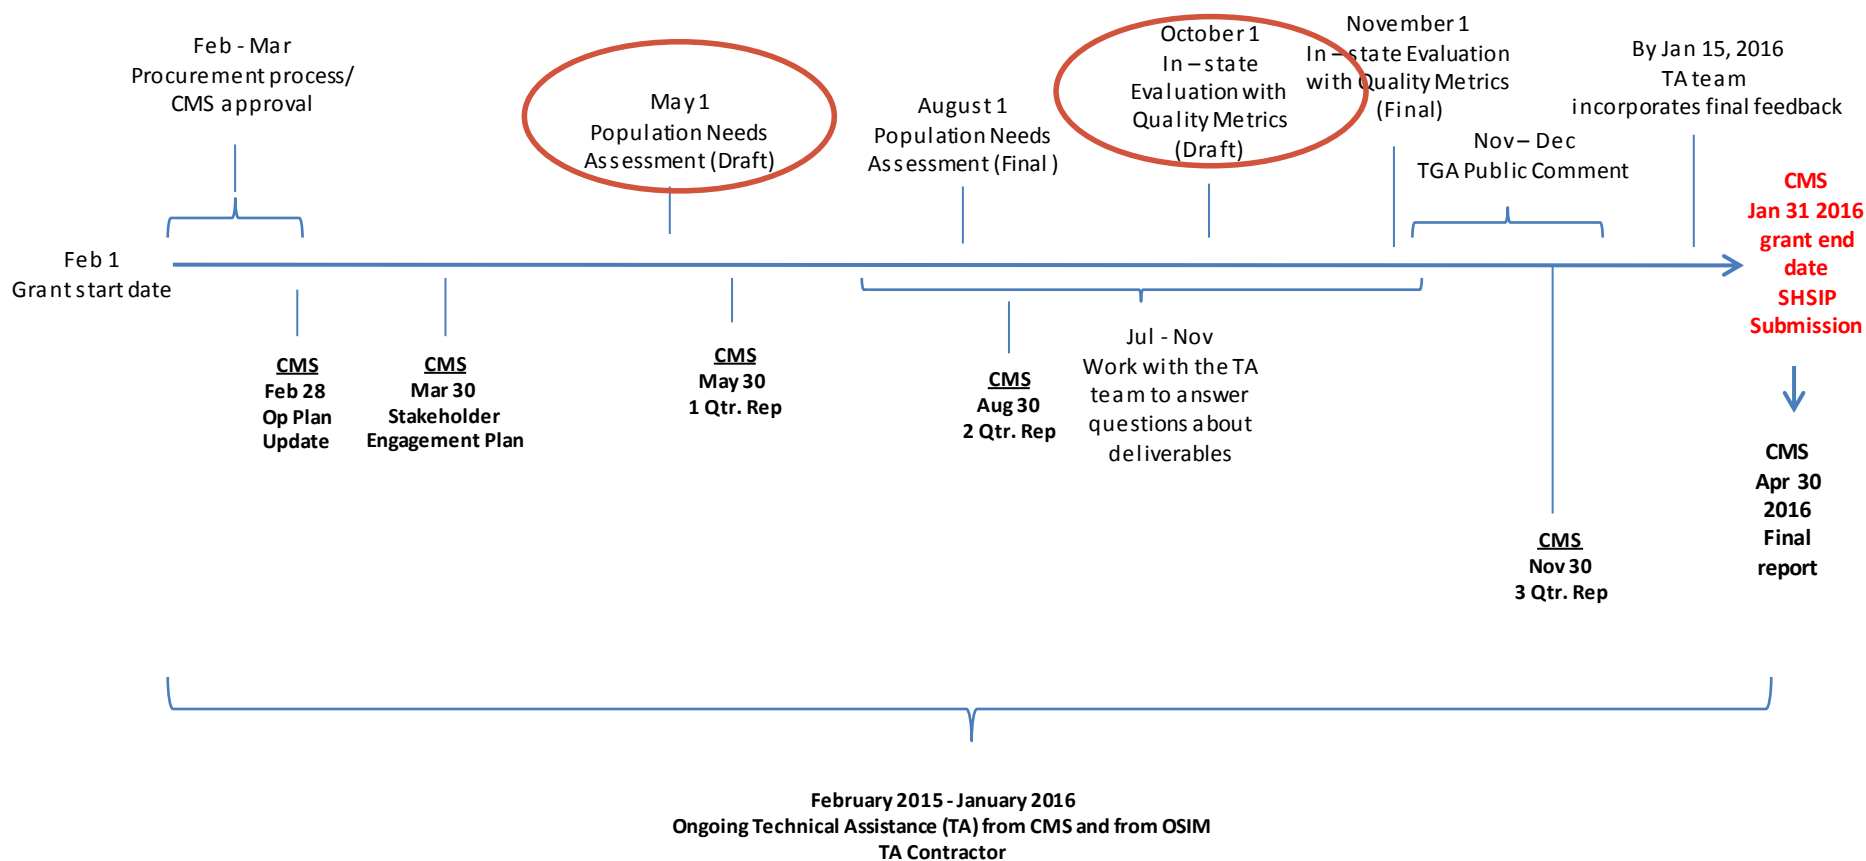 Feb - Mar
Procurement process/
CMS approval
May 1
Population Needs
Assessment (Draft)
August 1
Population Needs
Assessment (Final )
October 1
In – state
Evaluation with
Quality Metrics
(Draft)
November 1
In – state Evaluation
with Quality Metrics
(Final)
Nov – Dec
TGA Public Comment
By Jan 15, 2016
TA team
incorporates final feedback
CMS
Jan 31 2016
grant end
date
SHSIP
Submission
Feb 1
Grant start date
CMS
Feb 28
Op Plan
Update
CMS
Mar 30
Stakeholder
Engagement Plan
CMS
May 30
1 Qtr. Rep
CMS
Aug 30
2 Qtr. Rep
Jul - Nov
Work with the TA
team to answer
questions about
deliverables
CMS
Nov 30
3 Qtr. Rep
CMS
Apr 30
2016
Final
report
February 2015 - January 2016
Ongoing Technical Assistance (TA) from CMS and from OSIM
TA Contractor